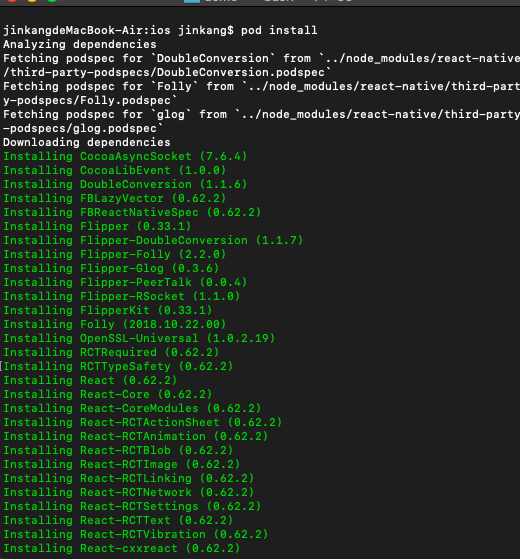 jinkangdeMacBook-Air:ios jinkang$ pod install
Analyzing dependencies
Fetching podspec for `DoubleConversion` from `../node_modules/react-native
/third-party-podspecs/DoubleConversion.podspec`
Fetching podspec for `Folly` from `../node_modules/react-native/third-part
y-podspecs/Folly.podspec`
Fetching podspec for `glog` from `../node_modules/react-native/third-party
-podspecs/glog.podspec`
Downloading dependencies
Installing CocoaAsyncSocket (7.6.4)
Installing CocoaLibEvent (1.0.0)
Installing DoubleConversion (1.1.6)
Installing FBLazyVector (0.62.2)
Installing FBReactNativeSpec (0.62.2)
Installing Flipper (0.33.1)
Installing Flipper-DoubleConversion (1.1.7)
Installing Flipper-Folly (2.2.0)
Installing Flipper-Glog (0.3.6)
Installing Flipper-PeerTalk (0.0.4)
Installing Flipper-RSocket (1.1.0)
Installing FlipperKit (0.33.1)
Installing Folly (2018.10.22.00)
Installing OpenSSL-Universal (1.0.2.19)
Installing RCTRequired (0.62.2)
Installing RCTTypeSafety (0.62.2)
Installing React (0.62.2)
Installing React-Core (0.62.2)
Installing React-CoreModules (0.62.2)
Installing React-RCTActionSheet (0.62.2)
Installing React-RCTAnimation (0.62.2)
Installing React-RCTBlob (0.62.2)
Installing React-RCTImage (0.62.2)
Installing React-RCTLinking (0.62.2)
Installing React-RCTNetwork (0.62.2)
Installing React-RCTSettings (0.62.2)
Installing React-RCTText (0.62.2)
Installing React-RCTVibration (0.62.2)
Installing React-cxxreact (0.62.2)